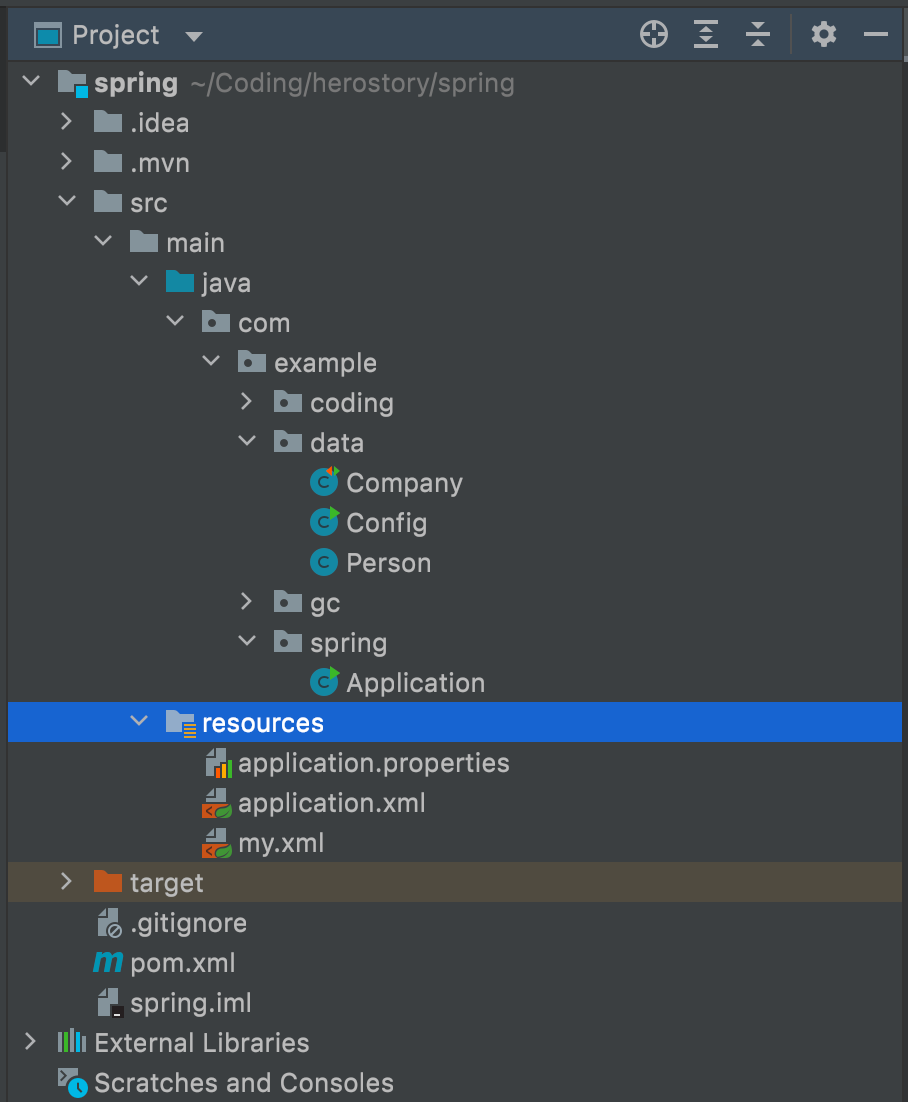 Project
spring ~/Coding/herostory/spring
.idea
.mvn
src
main
java
com
example
coding
data
Company
Config
Person
gc
spring
Application
resources
application.properties
application.xml
my.xml
target
.gitignore
pom.xml
spring.iml
External Libraries
Scratches and Consoles